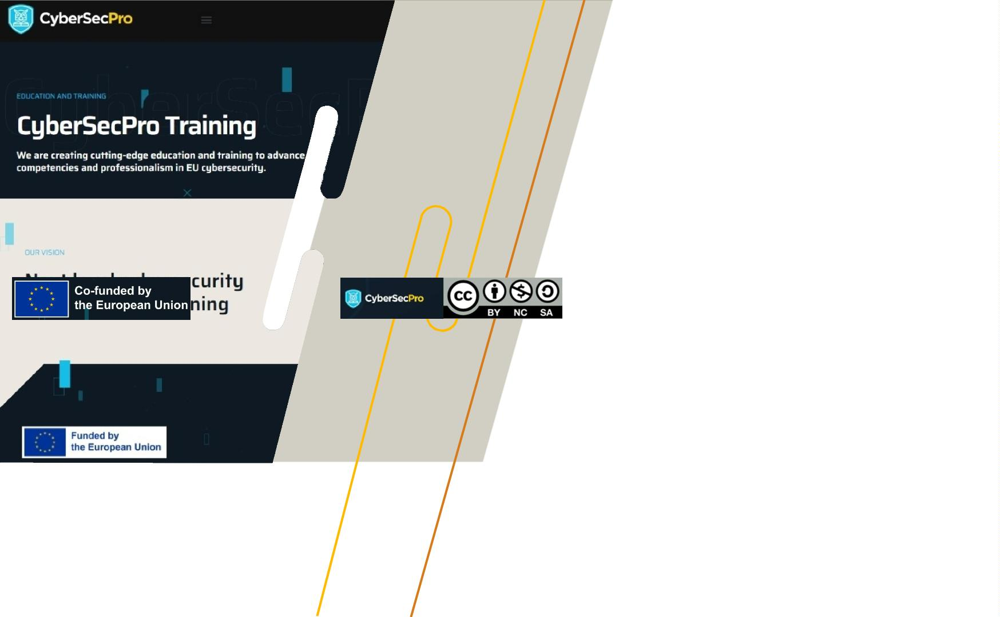 CyberSecPro
EDUCATION AND TRAINING
CyberSecPro Training
We are creating cutting-edge education and training to advance
competencies and professionalism in EU cybersecurity.
OUR VISION
curity
ning
Co-funded by
the European Union
CyberSecPro
cc
BY NC SA
Funded by
the European Union